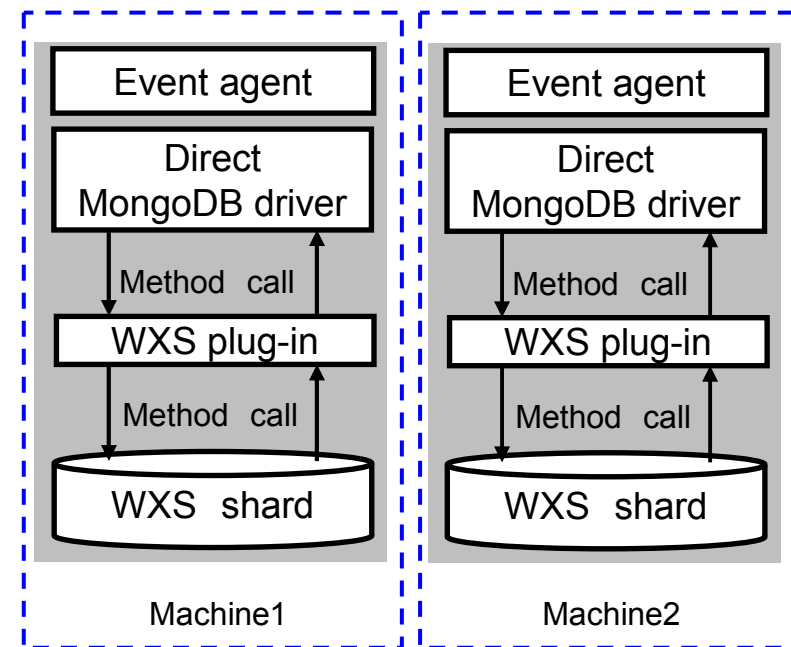 Event agent
Direct
MongoDB driver
Method call
WXS plug-in
Method call
WXS shard
Machine1
Event agent
Direct
MongoDB driver
Method call
WXS plug-in
Method call
WXS shard
Machine2